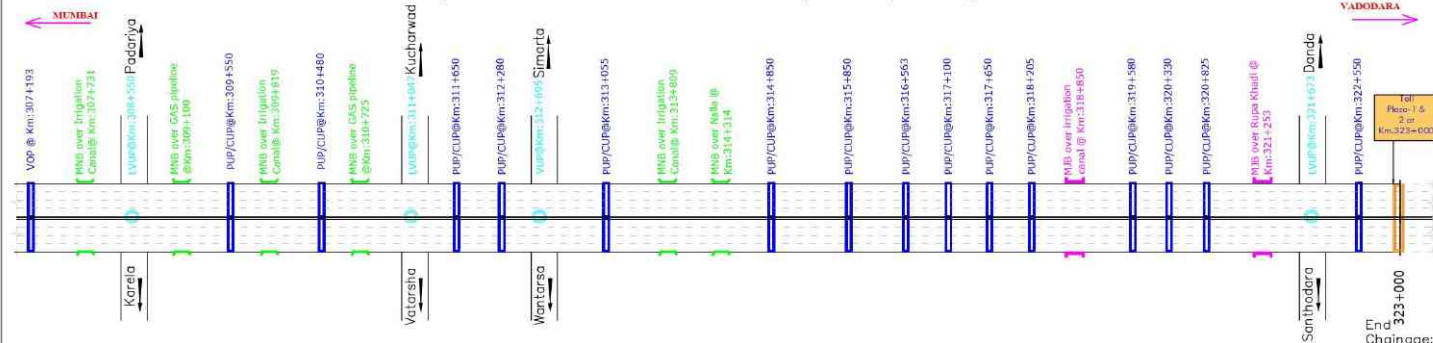 MUMBAI
VADODARA
VOP @ Km:307+193
MNB over Irrigation
Canal@ Km:307+731
LVUP@Km:308+550
Padariya
MNB over GAS pipeline
@Km:309+100
PUP/CUP@Km:309+550
MNB over Irrigation
Canal@ Km:309+819
PUP/CUP@Km:310+480
MNB over GAS pipeline
@Km:310+725
LVUP@Km:311+047
Kucharwad
PUP/CUP@Km:311+650
PUP/CUP@Km:312+280
VUP@Km:312+695
Simarta
PUP/CUP@Km:313+055
MNB over Irrigation
Canal@ Km:313+809
MNB over Nalla @
Km:314+314
PUP/CUP@Km:314+850
PUP/CUP@Km:315+850
PUP/CUP@Km:316+563
PUP/CUP@Km:317+100
PUP/CUP@Km:317+650
PUP/CUP@Km:318+205
MJB over Irrigation
canal @ Km:318+850
PUP/CUP@Km:319+580
PUP/CUP@Km:320+330
PUP/CUP@Km:320+825
MJB over Rupa Khadi @
Km:321+253
LVUP@Km:321+673
Danda
PUP/CUP@Km:322+550
Toll
Plaza-1 &
2 at
Km.323+000
Karela
Vatarsha
Wantarsa
Santhodara
End
Chainage:
323+000